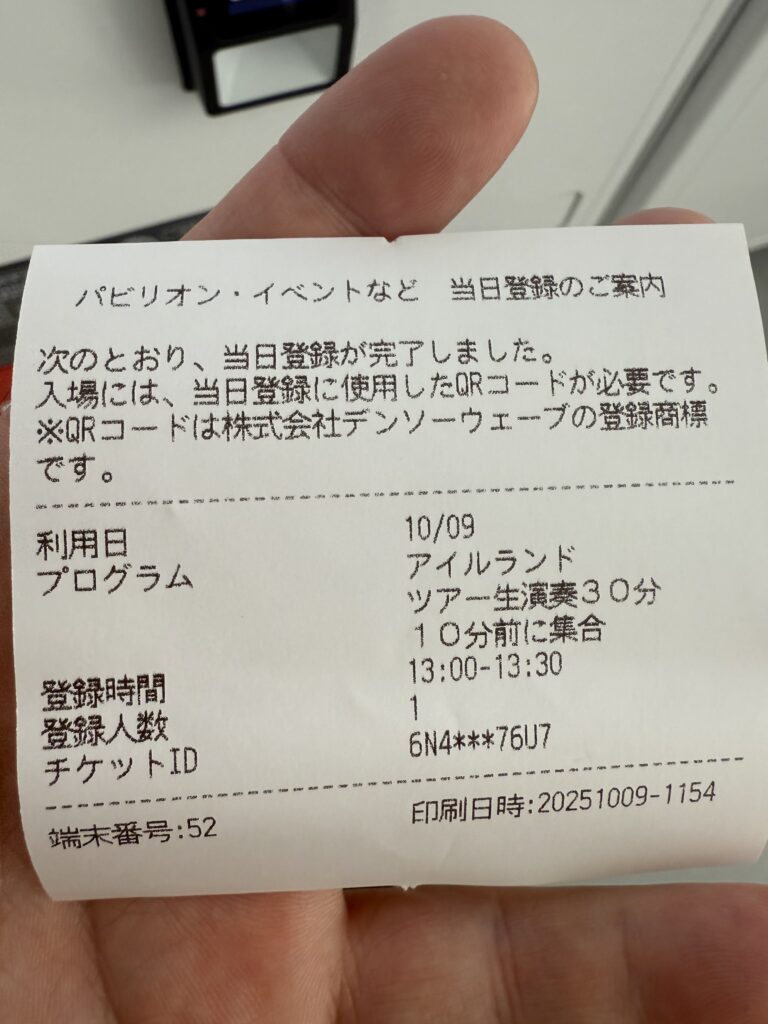 パビリオン・イベントなど　当日登録のご案内
次のとおり、当日登録が完了しました。
入場には、当日登録に使用したQRコードが必要です。
※QRコードは株式会社デンソーウェーブの登録商標
です。
利用日 10/09
プログラム アイルランド
ツアー生演奏３０分
１０分前に集合
登録時間 13:00-13:30
登録人数 1
チケットID 6N4***76U7
端末番号:52 印刷日時:20251009-1154